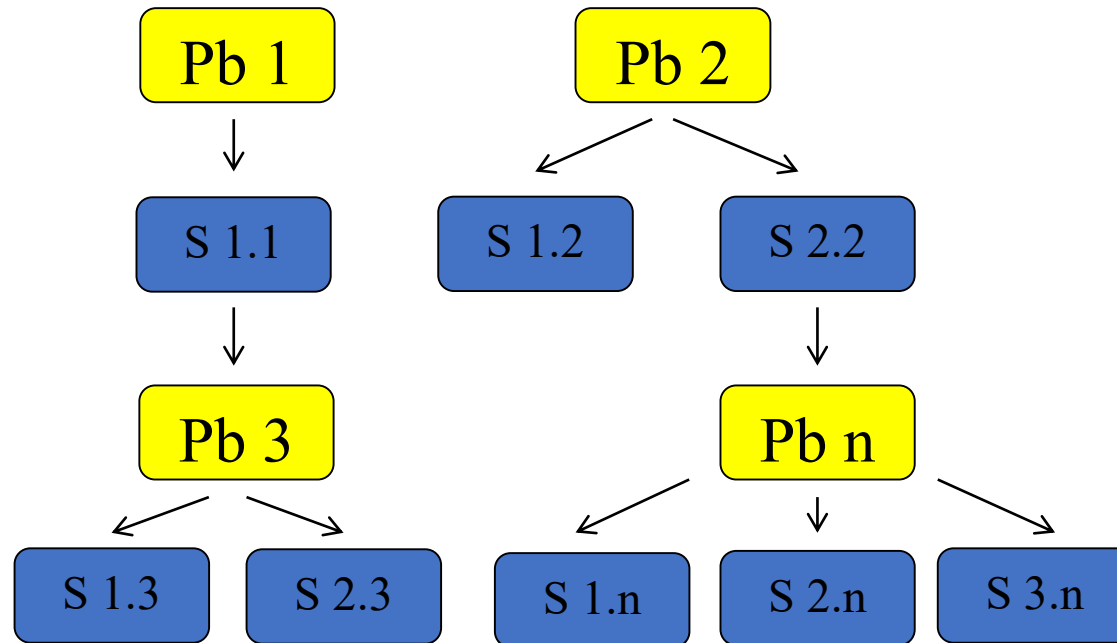 Pb 1
Pb 2
S 1.1
S 1.2
S 2.2
Pb 3
Pb n
S 1.3
S 2.3
S 1.n
S 2.n
S 3.n